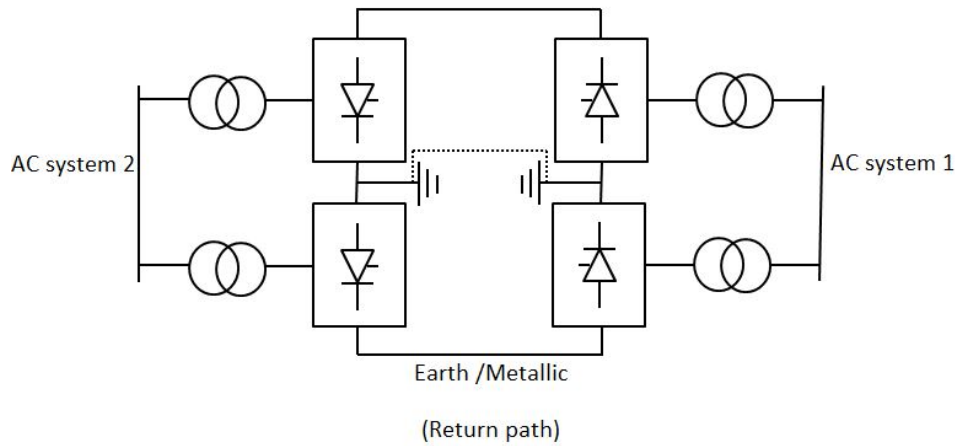 AC system 2
AC system 1
Earth /Metallic
(Return path)